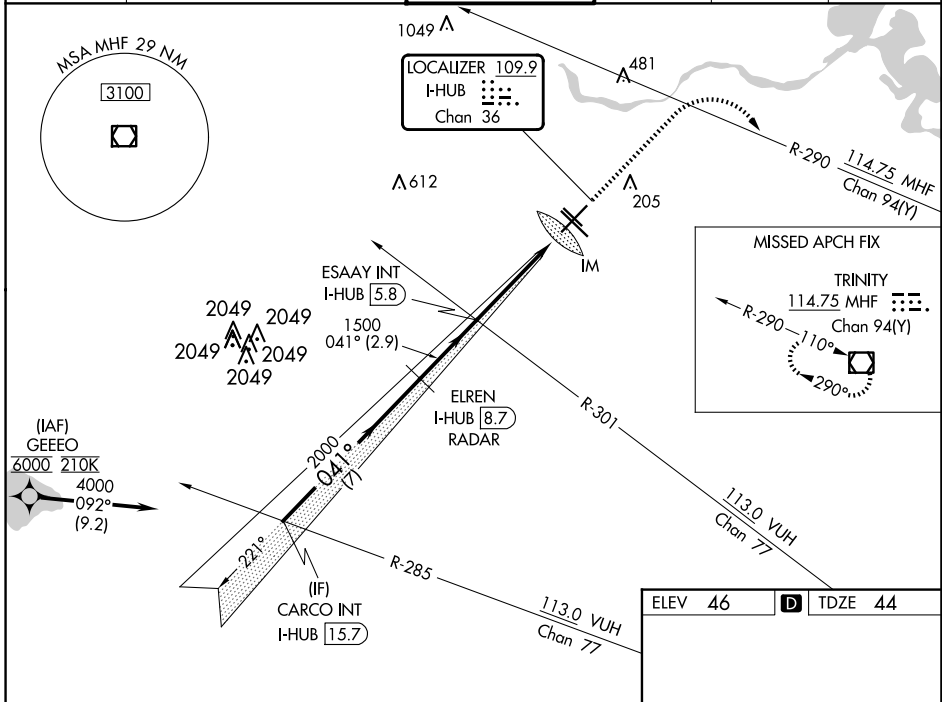 MSA MHF 29 NM
3100
1049
LOCALIZER 109.9
I-HUB
Chan 36
481
R-290
114.75 MHF
Chan 94(Y)
612
205
IM
MISSED APCH FIX
TRINITY
114.75 MHF
Chan 94(Y)
R-290
110°
290°
ESAAY INT
I-HUB 5.8
1500
041° (2.9)
2049
2049
2049
2049
2049
ELREN
I-HUB 8.7
RADAR
R-301
113.0 VUH
Chan 77
(IAF)
GEEEO
6000 210K
4000
092°
(9.2)
2000
041°
(7)
221°
(IF)
CARCO INT
I-HUB 15.7
R-285
113.0 VUH
Chan 77
ELEV 46 D TDZE 44